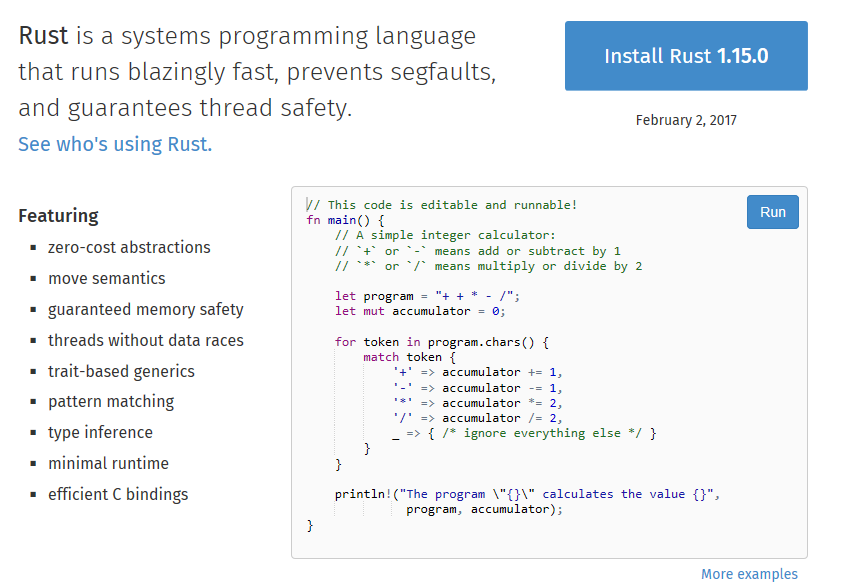 Rust is a systems programming language
that runs blazingly fast, prevents segfaults,
and guarantees thread safety.
See who's using Rust.
Install Rust 1.15.0
February 2, 2017
Featuring
▪ zero-cost abstractions
▪ move semantics
▪ guaranteed memory safety
▪ threads without data races
▪ trait-based generics
▪ pattern matching
▪ type inference
▪ minimal runtime
▪ efficient C bindings
Run
// This code is editable and runnable!
fn main() {
    // A simple integer calculator:
    // `+` or `-` means add or subtract by 1
    // `*` or `/` means multiply or divide by 2

    let program = "+ + * - /";
    let mut accumulator = 0;

    for token in program.chars() {
        match token {
            '+' => accumulator += 1,
            '-' => accumulator -= 1,
            '*' => accumulator *= 2,
            '/' => accumulator /= 2,
            _ => { /* ignore everything else */ }
        }
    }

    println!("The program \"{}\" calculates the value {}",
              program, accumulator);
}
More examples